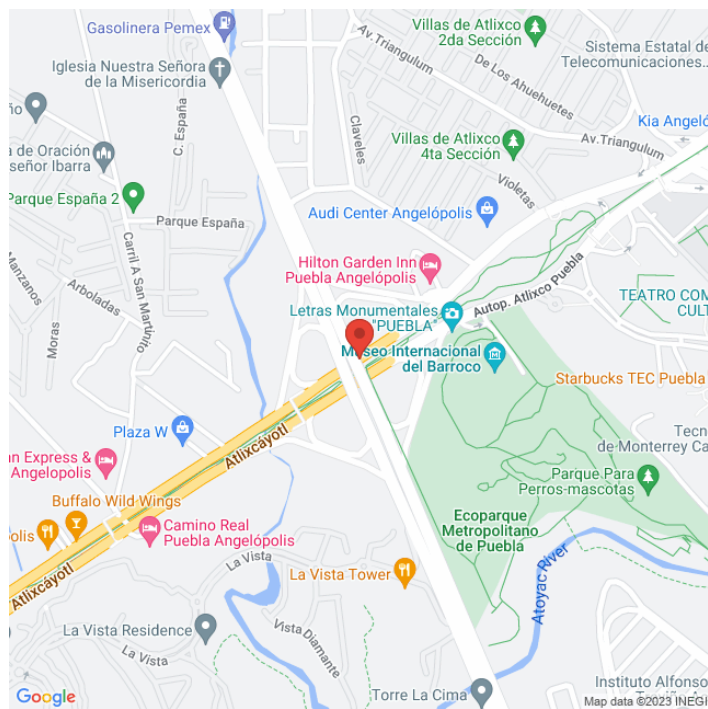 Gasolinera Pemex
Iglesia Nuestra Señora
de la Misericordia
C. España
Claveles
Av. Triangulum
Villas de Atlixco
2da Sección
De Los Ahuehuetes
Sistema Estatal de
Telecomunicaciones...
Kia Angeló
Av. Triangulum
Villas de Atlixco
4ta Sección
Violetas
ño
a de Oración
señor Ibarra
Parque España 2
Parque España
Carril A San Martinito
Manzanos
Arboladas
Moras
Audi Center Angelópolis
Hilton Garden Inn
Puebla Angelópolis
Letras Monumentales
"PUEBLA"
Autop. Atlixco Puebla
TEATRO COM
CULT
Museo Internacional
del Barroco
Starbucks TEC Puebla
Tecn
de Monterrey Ca
Plaza W
Atlixcáyotl
an Express &
Angelopolis
Buffalo Wild Wings
olis
Camino Real
Puebla Angelópolis
Parque Para
Perros-mascotas
Ecoparque
Metropolitano
de Puebla
Atoyac River
Atlixcáyotl
La Vista
La Vista Tower
La Vista Residence
La Vista
Vista Diamante
Torre La Cima
Instituto Alfonso
Google
Map data ©2023 INEGI